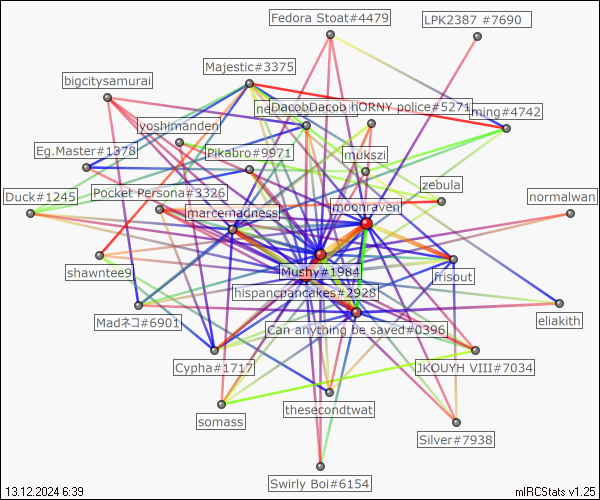 Fedora Stoat#4479
LPK2387 #7690
Majestic#3375
bigcitysamurai
DacobDacob
hORNY police#5271
ming#4742
yoshimanden
Eg.Master#1378
Pikabro#9971
mukszi
Duck#1245
Pocket Persona#3326
zebula
normalwan
marcemadness
moonraven
shawntee9
Mushy#1984
frisout
hispancpancakes#2928
Madネコ#6901
Can anything be saved#0396
eliakith
Cypha#1717
JKOUYH VIII#7034
somass
thesecondtwat
Silver#7938
Swirly Boi#6154
13.12.2024 6:39
mIRCStats v1.25